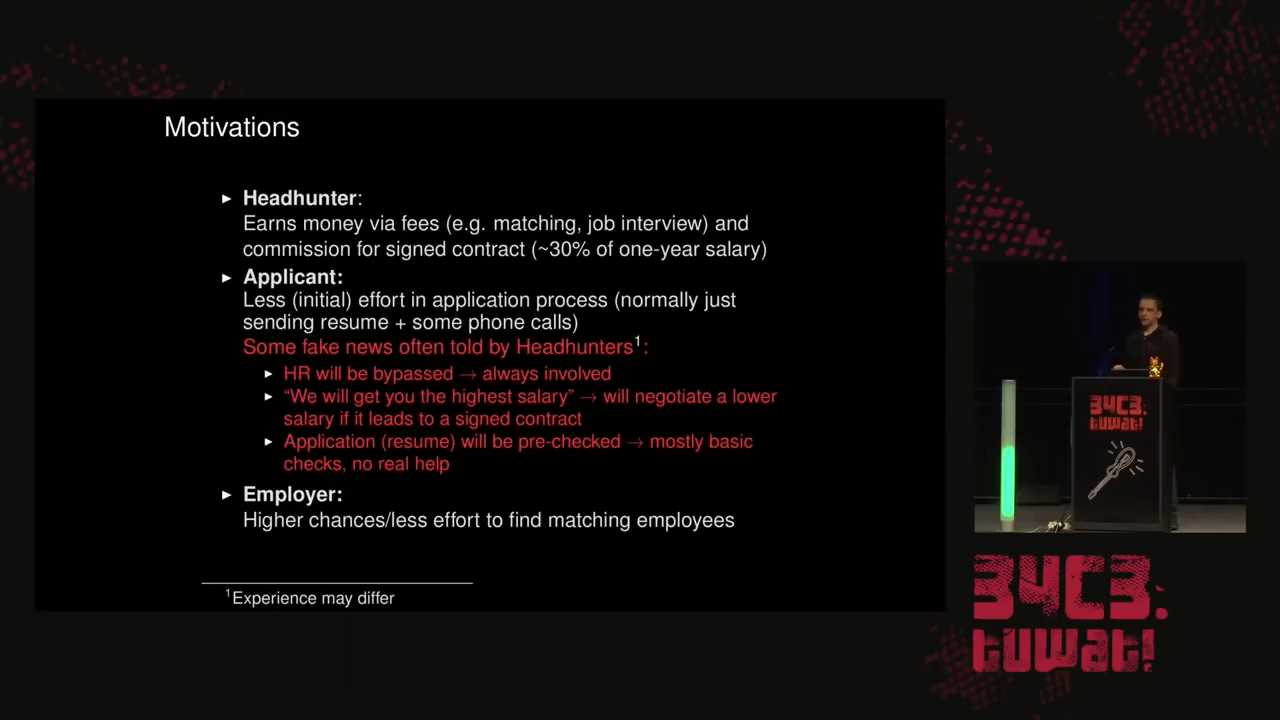 Motivations
▶ Headhunter:
Earns money via fees (e.g. matching, job interview) and
commission for signed contract (~30% of one-year salary)
▶ Applicant:
Less (initial) effort in application process (normally just
sending resume + some phone calls)
Some fake news often told by Headhunters¹:
▶ HR will be bypassed → always involved
▶ “We will get you the highest salary” → will negotiate a lower
salary if it leads to a signed contract
▶ Application (resume) will be pre-checked → mostly basic
checks, no real help
▶ Employer:
Higher chances/less effort to find matching employees
¹Experience may differ
34C3.
tuwat!
34C3.
tuwat!